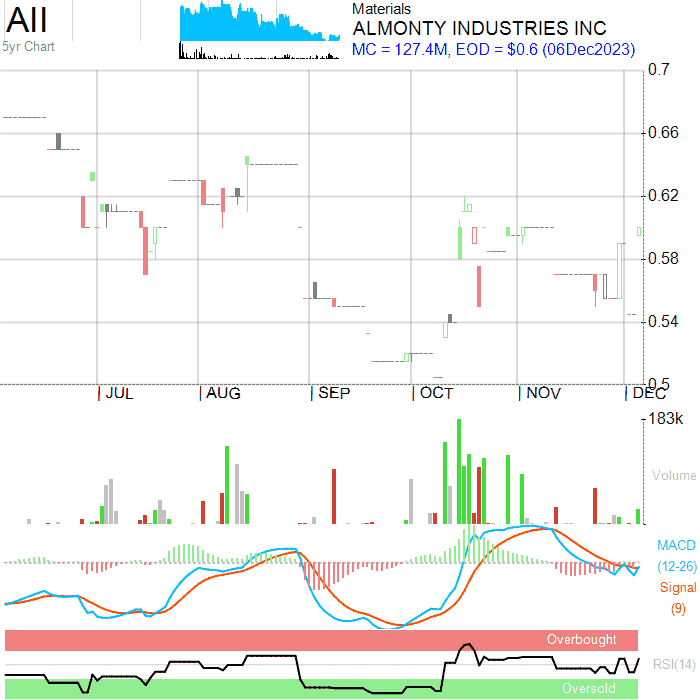 AII
5yr Chart
Materials
ALMONTY INDUSTRIES INC
MC = 127.4M, EOD = $0.6 (06Dec2023)
0.7
0.66
0.62
0.58
0.54
0.5
JUL AUG SEP OCT NOV DEC
183k
Volume
MACD
(12-26)
Signal
(9)
Overbought
RSI(14)
Oversold